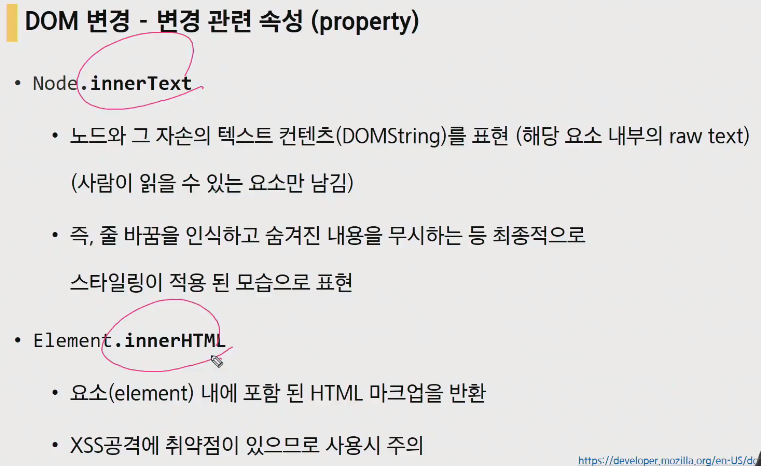 DOM 변경 - 변경 관련 속성 (property)
• Node.innerText
• 노드와 그 자손의 텍스트 컨텐츠(DOMString)를 표현 (해당 요소 내부의 raw text)
(사람이 읽을 수 있는 요소만 남김)
• 즉, 줄 바꿈을 인식하고 숨겨진 내용을 무시하는 등 최종적으로
스타일링이 적용 된 모습으로 표현
• Element.innerHTML
• 요소(element) 내에 포함 된 HTML 마크업을 반환
• XSS공격에 취약점이 있으므로 사용시 주의
https://developer.mozilla.org/en-US/do